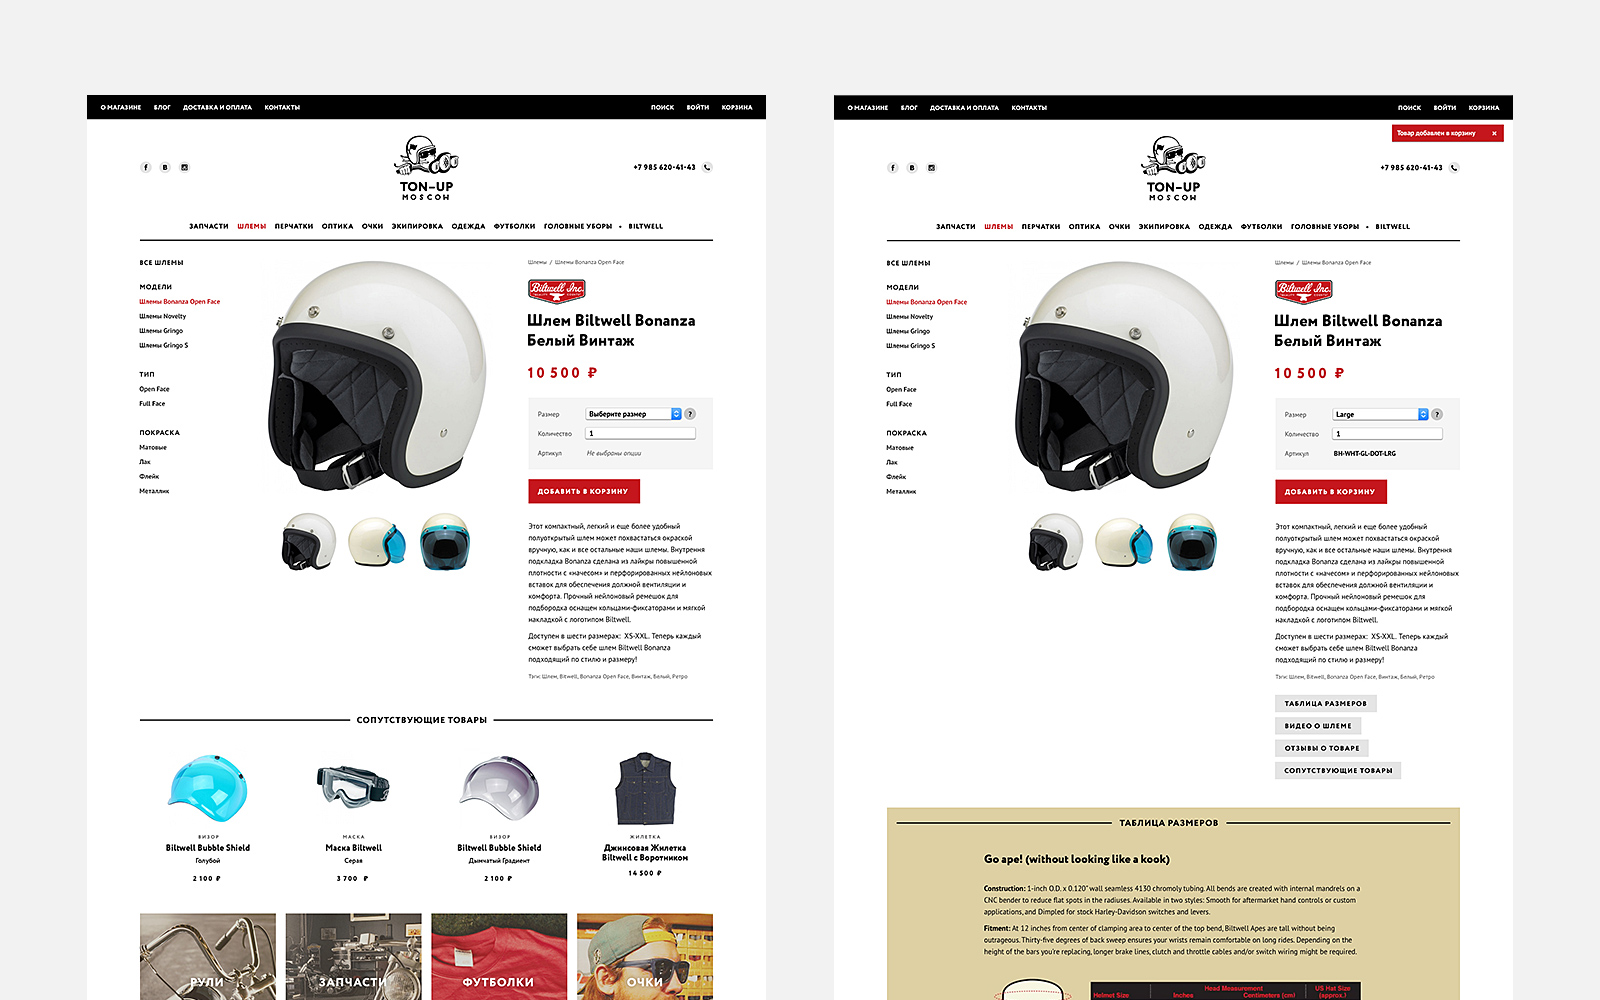 О МАГАЗИНЕ БЛОГ ДОСТАВКА И ОПЛАТА КОНТАКТЫ ПОИСК ВОЙТИ КОРЗИНА
TON-UP
MOSCOW
+7 985 620-41-43
ЗАПЧАСТИ ШЛЕМЫ ПЕРЧАТКИ ОПТИКА ОЧКИ ЭКИПИРОВКА ОДЕЖДА ФУТБОЛКИ ГОЛОВНЫЕ УБОРЫ • BILTWELL
ВСЕ ШЛЕМЫ
МОДЕЛИ
Шлемы Bonanza Open Face
Шлемы Novelty
Шлемы Gringo
Шлемы Gringo S
ТИП
Open Face
Full Face
ПОКРАСКА
Матовые
Лак
Флейк
Металлик
Шлемы / Шлемы Bonanza Open Face
Biltwell Inc.
Шлем Biltwell Bonanza
Белый Винтаж
10 500 ₽
Размер Выберите размер ?
Количество 1
Артикул Не выбраны опции
ДОБАВИТЬ В КОРЗИНУ
Этот компактный, легкий и еще более удобный
полуоткрытый шлем может похвастаться окраской
вручную, как и все остальные наши шлемы. Внутрення
подкладка Bonanza сделана из лайкры повышенной
плотности с «начесом» и перфорированных нейлоновых
вставок для обеспечения должной вентиляции и
комфорта. Прочный нейлоновый ремешок для
подбородка оснащен кольцами-фиксаторами и мягкой
накладкой с логотипом Biltwell.
Доступен в шести размерах: XS-XXL. Теперь каждый
сможет выбрать себе шлем Biltwell Bonanza
подходящий по стилю и размеру!
Тэги: Шлем, Bitwell, Bonanza Open Face, Винтаж, Белый, Ретро
СОПУТСТВУЮЩИЕ ТОВАРЫ
ВИЗОР
Biltwell Bubble Shield
Голубой
2 100 ₽
МАСКА
Маска Biltwell
Серая
3 700 ₽
ВИЗОР
Biltwell Bubble Shield
Дымчатый Градиент
2 100 ₽
ЖИЛЕТКА
Джинсовая Жилетка
Biltwell с Воротником
14 500 ₽
РУЛИ
ЗАПЧАСТИ
ФУТБОЛКИ
ОЧКИ
О МАГАЗИНЕ БЛОГ ДОСТАВКА И ОПЛАТА КОНТАКТЫ ПОИСК ВОЙТИ КОРЗИНА
Товар добавлен в корзину ×
TON-UP
MOSCOW
+7 985 620-41-43
ЗАПЧАСТИ ШЛЕМЫ ПЕРЧАТКИ ОПТИКА ОЧКИ ЭКИПИРОВКА ОДЕЖДА ФУТБОЛКИ ГОЛОВНЫЕ УБОРЫ • BILTWELL
ВСЕ ШЛЕМЫ
МОДЕЛИ
Шлемы Bonanza Open Face
Шлемы Novelty
Шлемы Gringo
Шлемы Gringo S
ТИП
Open Face
Full Face
ПОКРАСКА
Матовые
Лак
Флейк
Металлик
Шлемы / Шлемы Bonanza Open Face
Biltwell Inc.
Шлем Biltwell Bonanza
Белый Винтаж
10 500 ₽
Размер Large ?
Количество 1
Артикул BH-WHT-GL-DOT-LRG
ДОБАВИТЬ В КОРЗИНУ
Этот компактный, легкий и еще более удобный
полуоткрытый шлем может похвастаться окраской
вручную, как и все остальные наши шлемы. Внутрення
подкладка Bonanza сделана из лайкры повышенной
плотности с «начесом» и перфорированных нейлоновых
вставок для обеспечения должной вентиляции и
комфорта. Прочный нейлоновый ремешок для
подбородка оснащен кольцами-фиксаторами и мягкой
накладкой с логотипом Biltwell.
Доступен в шести размерах: XS-XXL. Теперь каждый
сможет выбрать себе шлем Biltwell Bonanza
подходящий по стилю и размеру!
Тэги: Шлем, Bitwell, Bonanza Open Face, Винтаж, Белый, Ретро
ТАБЛИЦА РАЗМЕРОВ
ВИДЕО О ШЛЕМЕ
ОТЗЫВЫ О ТОВАРЕ
СОПУТСТВУЮЩИЕ ТОВАРЫ
ТАБЛИЦА РАЗМЕРОВ
Go ape! (without looking like a kook)
Construction: 1-inch O.D. x 0.120" wall seamless 4130 chromoly tubing. All bends are created with internal mandrels on a
CNC bender to reduce flat spots in the radiuses. Available in two styles: Smooth for aftermarket hand controls or custom
applications, and Dimpled for stock Harley-Davidson switches and levers.
Fitment: At 12 inches from center of clamping area to center of the top bend, Biltwell Apes are tall without being
outrageous. Thirty-five degrees of back sweep ensures your wrists remain comfortable on long rides. Depending on the
height of the bars you're replacing, longer brake lines, clutch and throttle cables and/or switch wiring might be required.
Head Measurement US Hat Size
Helmet Size Inches Centimeters (cm) (approx.)